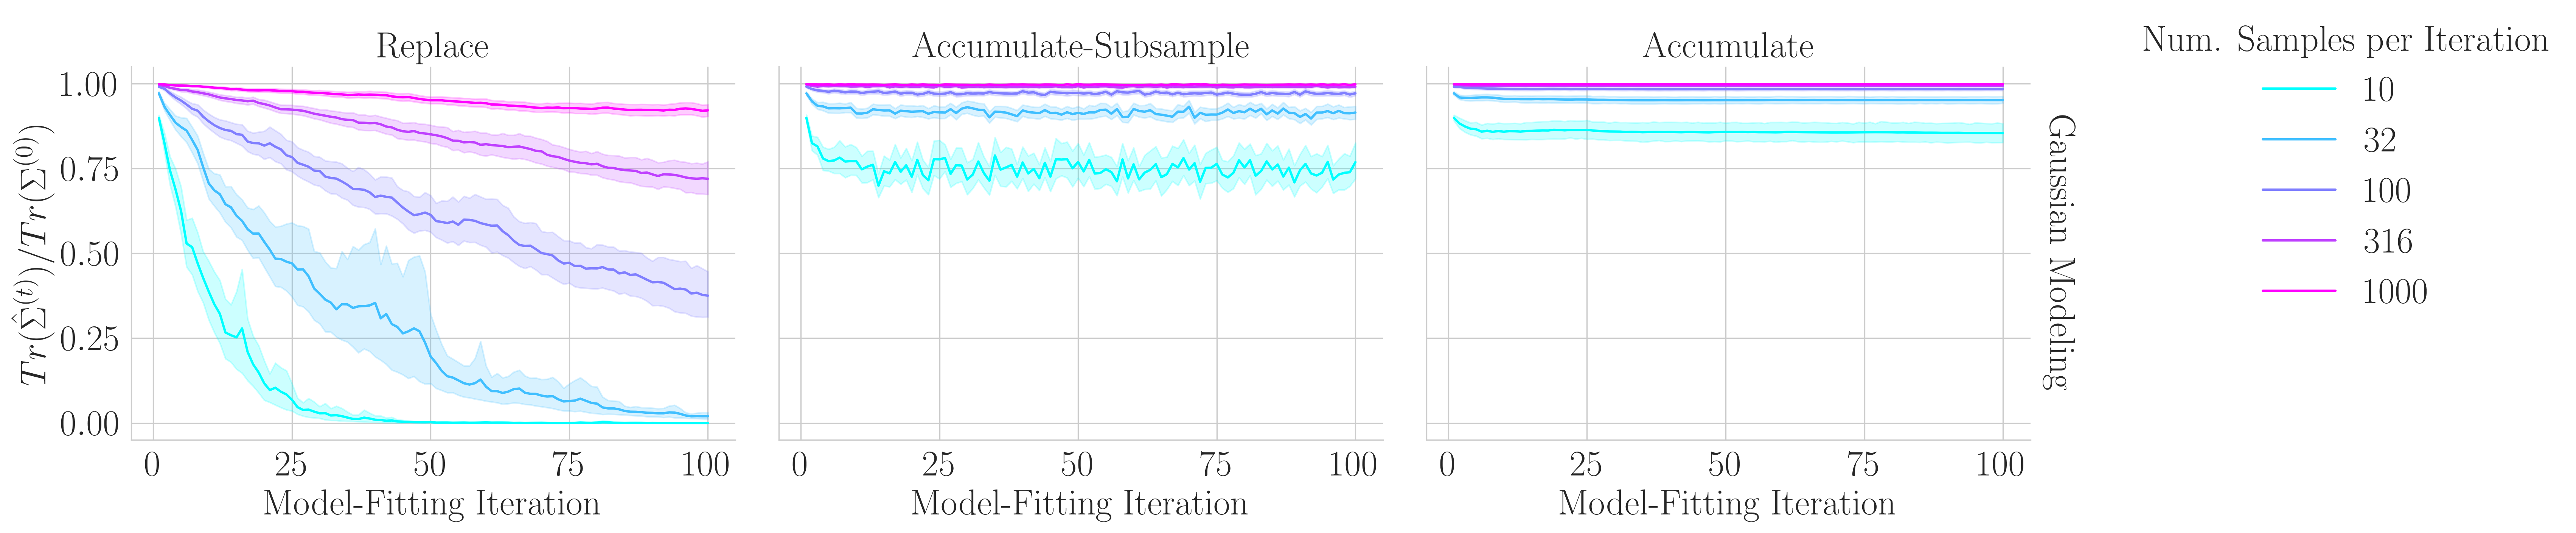 Replace
Accumulate-Subsample
Accumulate
Num. Samples per Iteration
10
32
100
316
1000
Tr(Σ̂^(t))/Tr(Σ^(0))
1.00
0.75
0.50
0.25
0.00
0 25 50 75 100
Model-Fitting Iteration
0 25 50 75 100
Model-Fitting Iteration
0 25 50 75 100
Model-Fitting Iteration
Gaussian Modeling